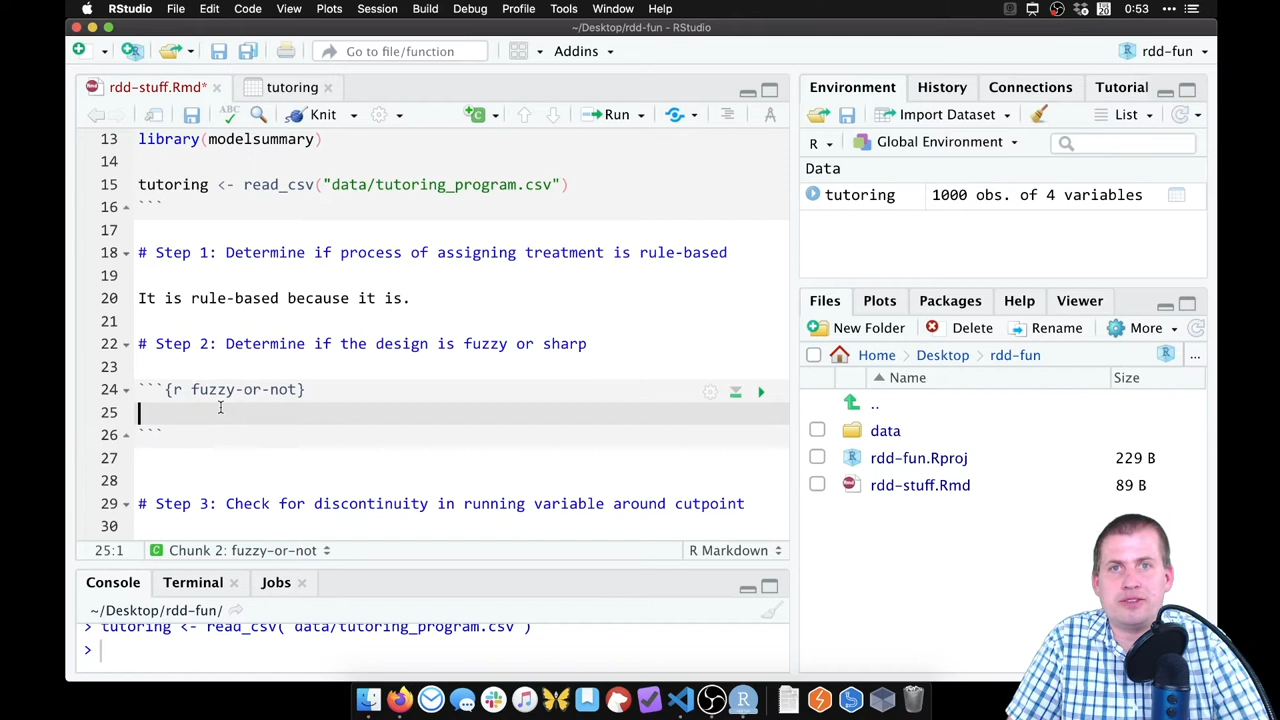 RStudio File Edit Code View Plots Session Build Debug Profile Tools Window Help 0:53
~/Desktop/rdd-fun - RStudio
Go to file/function Addins rdd-fun
rdd-stuff.Rmd* tutoring
ABC Knit Run
13 library(modelsummary)
14
15 tutoring <- read_csv("data/tutoring_program.csv")
16 ```
17
18 # Step 1: Determine if process of assigning treatment is rule-based
19
20 It is rule-based because it is.
21
22 # Step 2: Determine if the design is fuzzy or sharp
23
24 ```{r fuzzy-or-not}
25
26 ```
27
28
29 # Step 3: Check for discontinuity in running variable around cutpoint
30
25:1 Chunk 2: fuzzy-or-not R Markdown
Console Terminal Jobs
~/Desktop/rdd-fun/
> tutoring <- read_csv("data/tutoring_program.csv")
>
Environment History Connections Tutorial
Import Dataset List
R Global Environment
Data
tutoring 1000 obs. of 4 variables
Files Plots Packages Help Viewer
New Folder Delete Rename More
Home Desktop rdd-fun ...
Name Size
..
data
rdd-fun.Rproj 229 B
rdd-stuff.Rmd 89 B